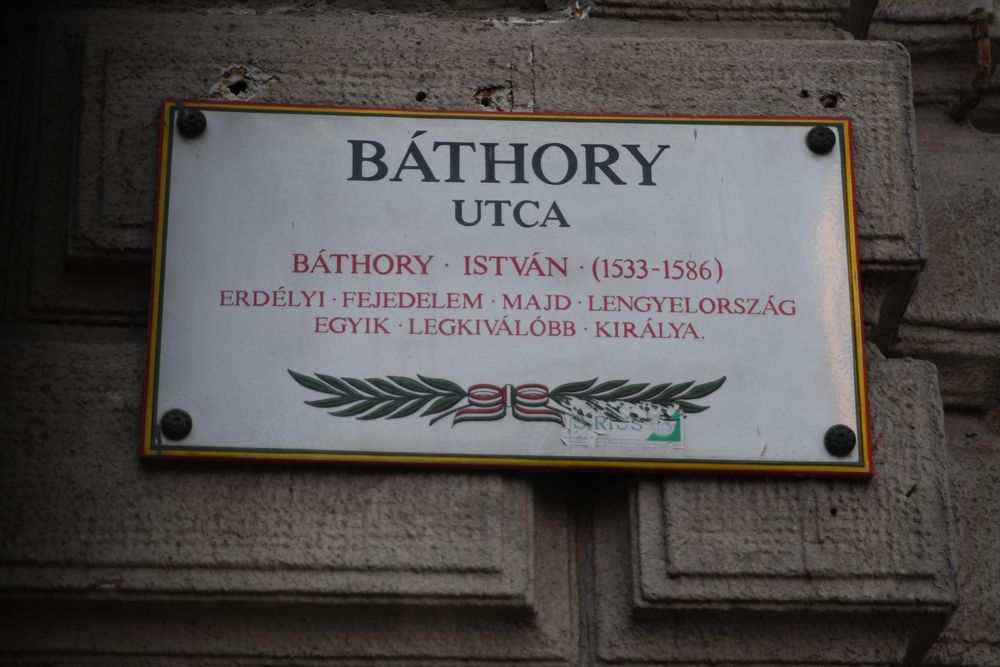 BÁTHORY
UTCA
BÁTHORY · ISTVÁN · (1533-1586)
ERDÉLYI · FEJEDELEM · MAJD · LENGYELORSZÁG
EGYIK · LEGKIVÁLÓBB · KIRÁLYA.